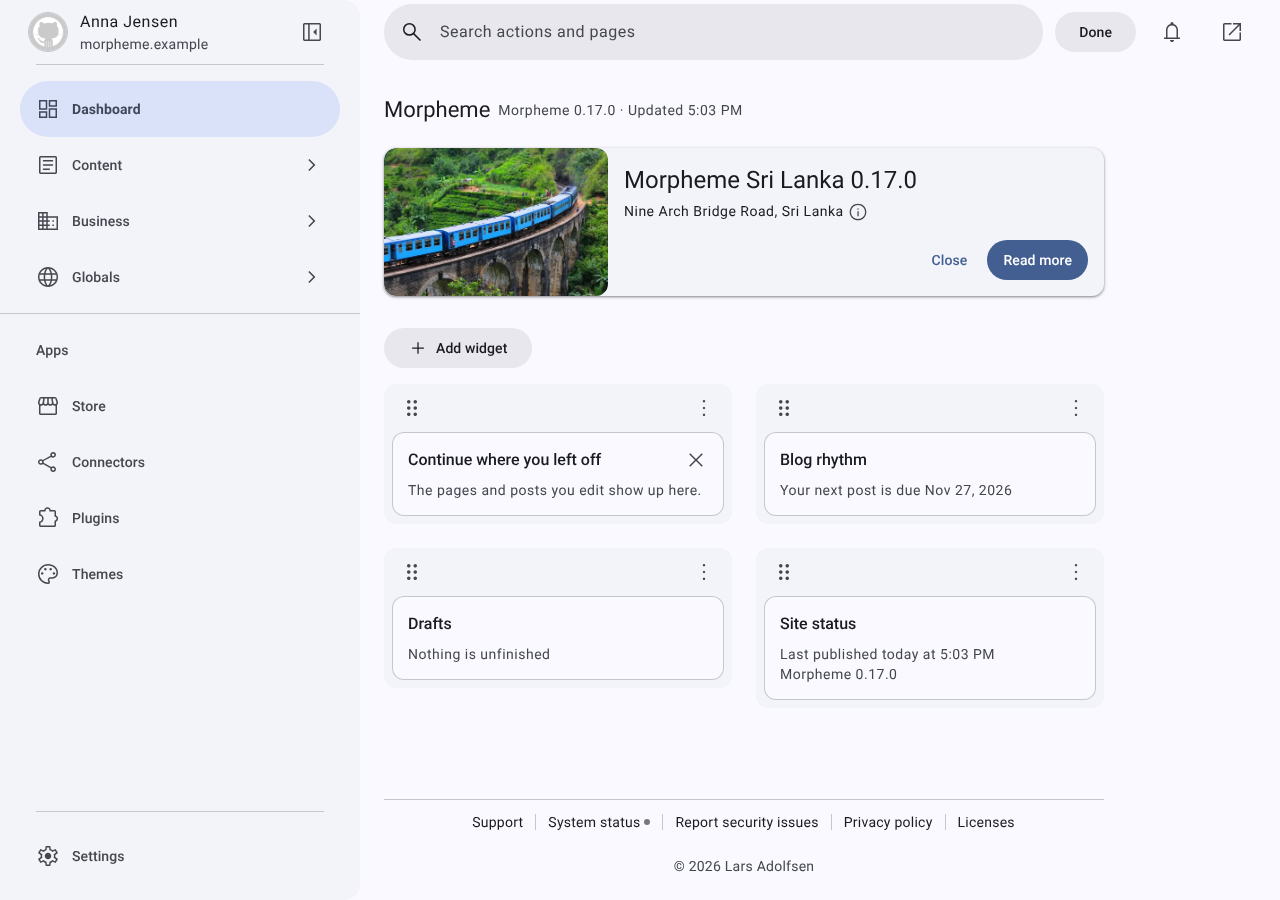 Anna Jensen
morpheme.example
Search actions and pages
Done
Dashboard
Content
Business
Globals
Apps
Store
Connectors
Plugins
Themes
Settings
Morpheme
Morpheme 0.17.0 · Updated 5:03 PM
Morpheme Sri Lanka 0.17.0
Nine Arch Bridge Road, Sri Lanka
Close
Read more
Add widget
Continue where you left off
The pages and posts you edit show up here.
Blog rhythm
Your next post is due Nov 27, 2026
Drafts
Nothing is unfinished
Site status
Last published today at 5:03 PM
Morpheme 0.17.0
Support
System status
Report security issues
Privacy policy
Licenses
© 2026 Lars Adolfsen